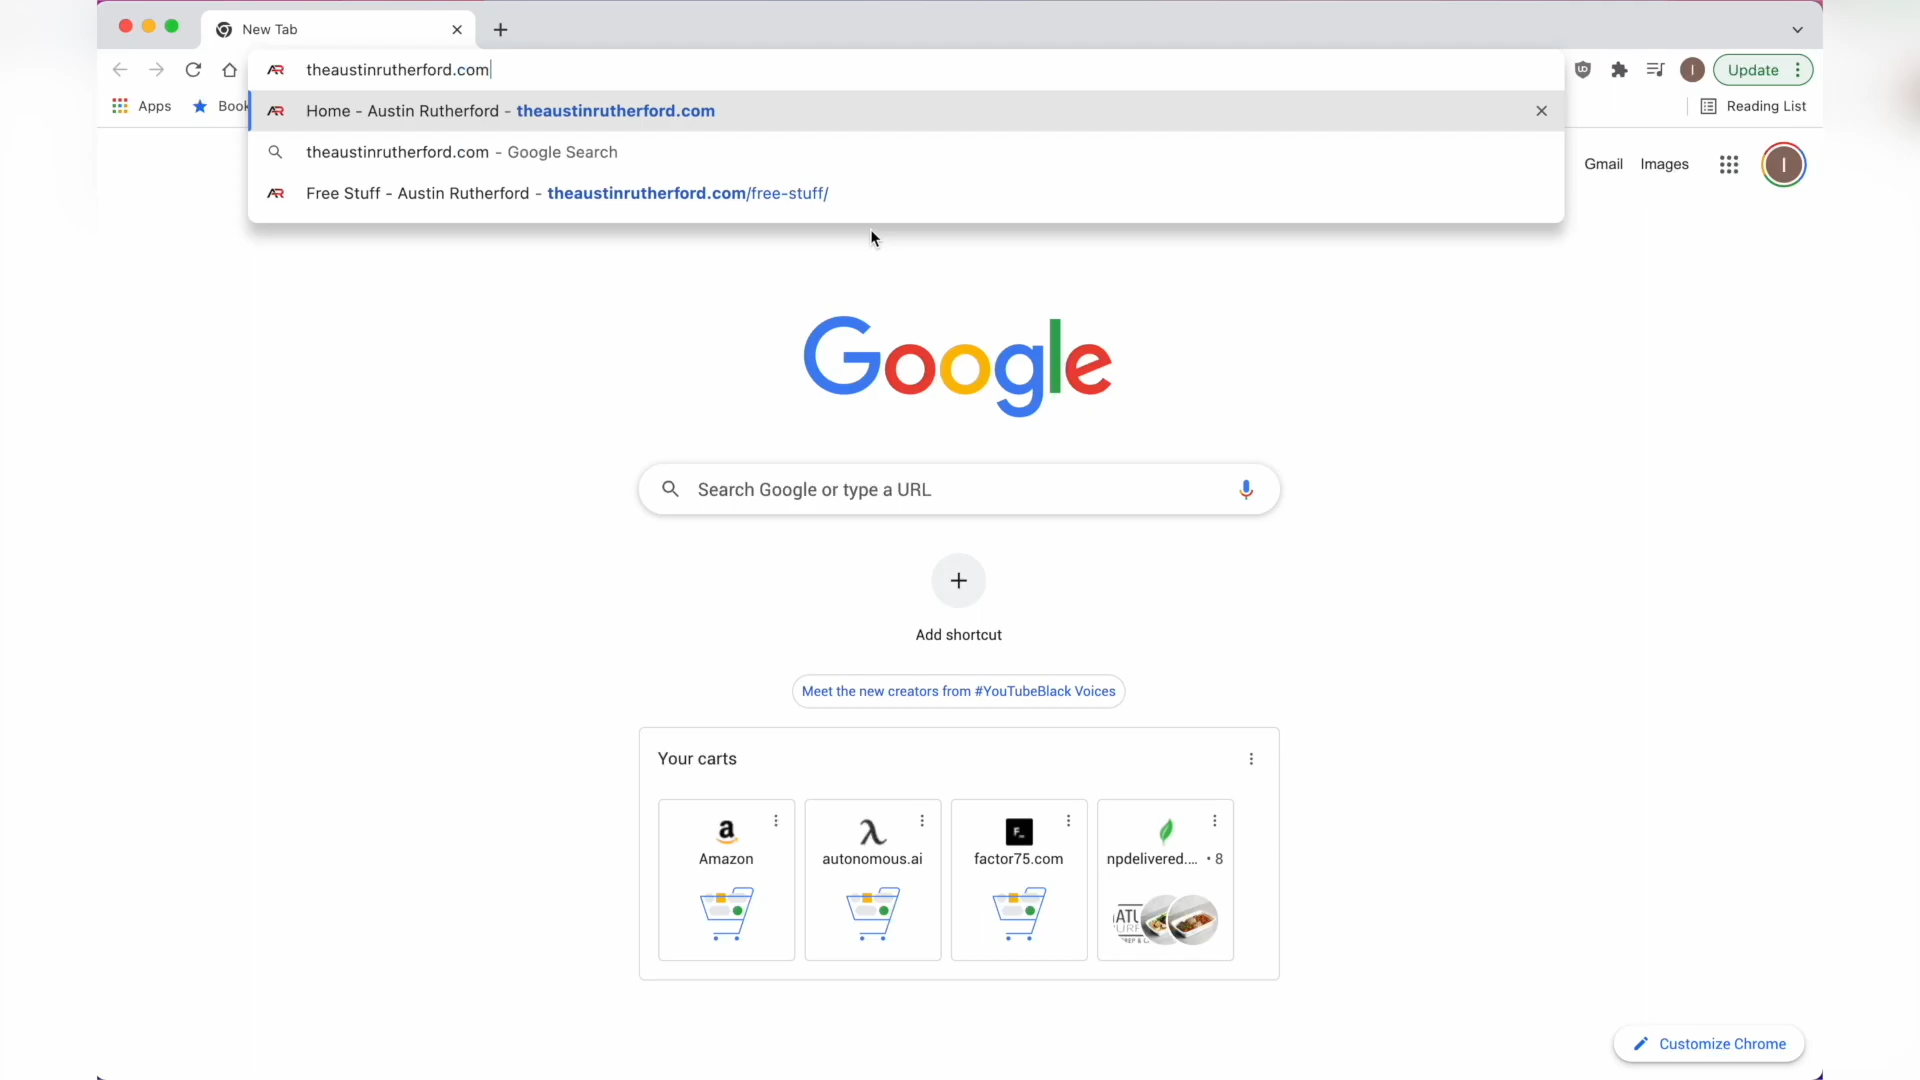 New Tab
theaustinrutherford.com
Update
Apps
Book
Reading List
Home - Austin Rutherford - theaustinrutherford.com
theaustinrutherford.com - Google Search
Free Stuff - Austin Rutherford - theaustinrutherford.com/free-stuff/
Gmail
Images
I
I
Google
Search Google or type a URL
Add shortcut
Meet the new creators from #YouTubeBlack Voices
Your carts
Amazon
autonomous.ai
factor75.com
npdelivered.... • 8
Customize Chrome